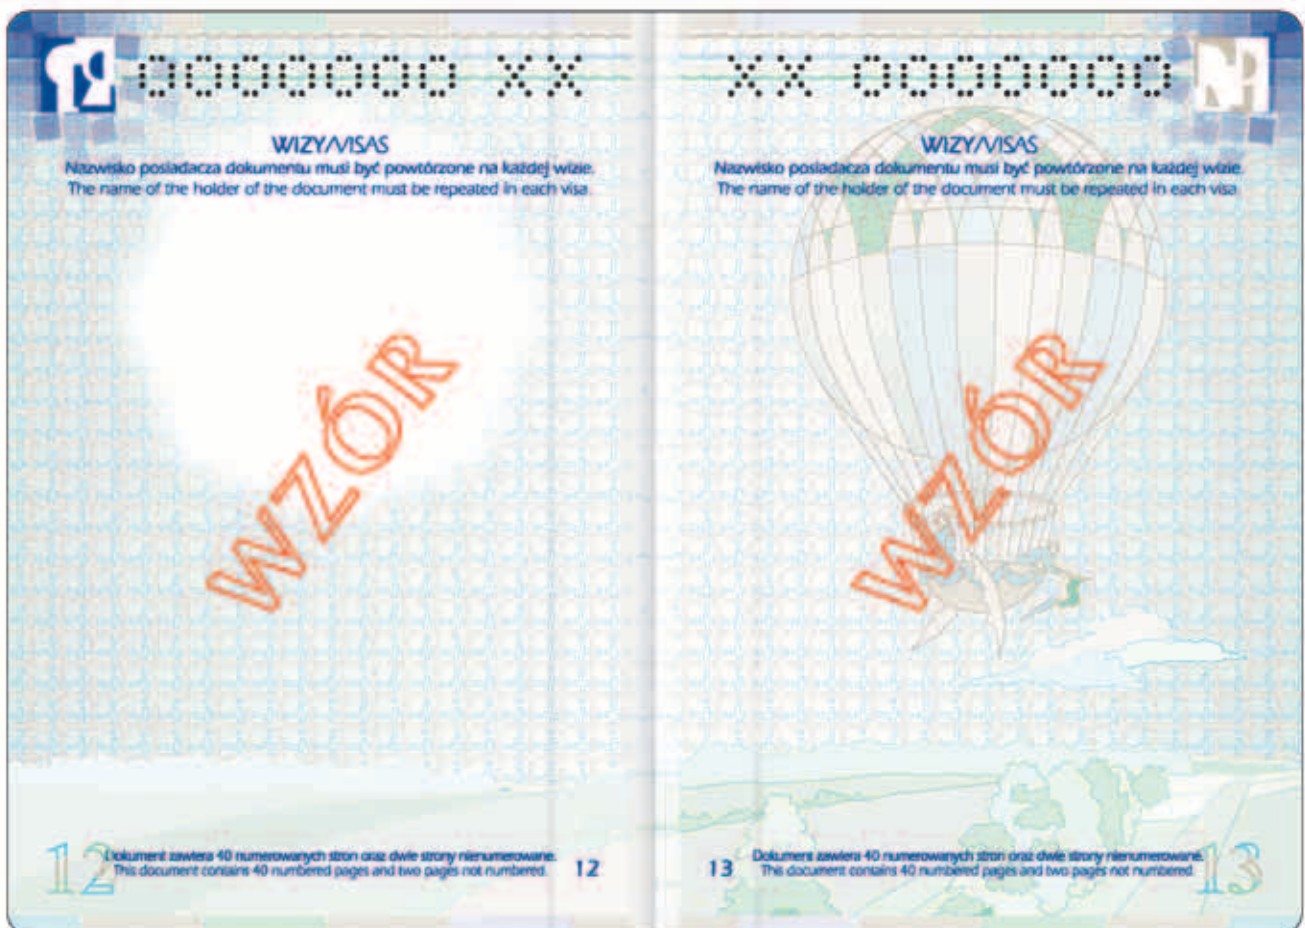 0000000 XX
WIZY/VISAS
Nazwisko posiadacza dokumentu musi być powtórzone na każdej wizie.
The name of the holder of the document must be repeated in each visa.
WZÓR
12
Dokument zawiera 40 numerowanych stron oraz dwie strony nienumerowane.
This document contains 40 numbered pages and two pages not numbered.
12
XX 0000000
WIZY/VISAS
Nazwisko posiadacza dokumentu musi być powtórzone na każdej wizie.
The name of the holder of the document must be repeated in each visa.
WZÓR
13
Dokument zawiera 40 numerowanych stron oraz dwie strony nienumerowane.
This document contains 40 numbered pages and two pages not numbered.
13